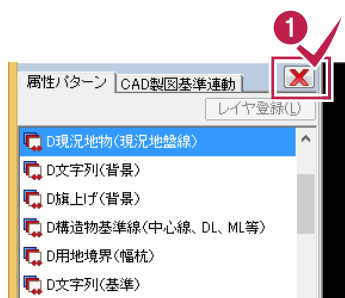 1
属性パターン CAD製図基準連動
レイヤ登録(L)
D現況地物(現況地盤線)
D文字列(背景)
D旗上げ(背景)
D構造物基準線(中心線、DL、ML等)
D用地境界(幅杭)
D文字列(基準)